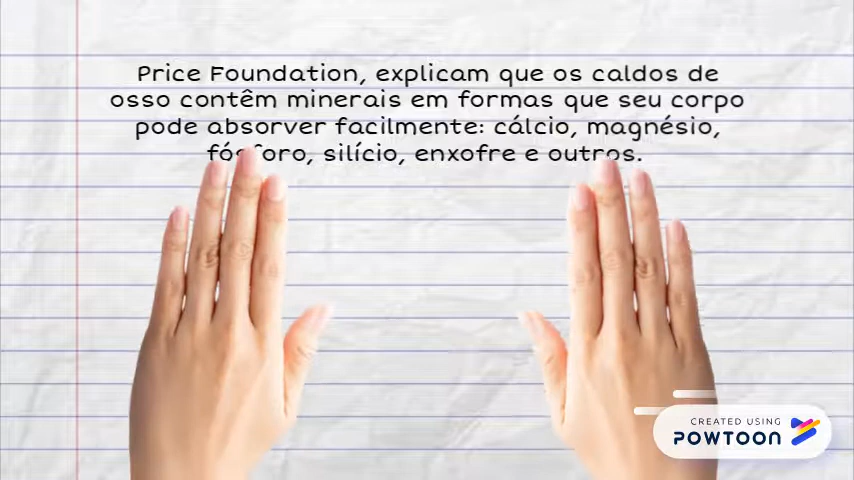 Price Foundation, explicam que os caldos de
osso contêm minerais em formas que seu corpo
pode absorver facilmente: cálcio, magnésio,
fósforo, silício, enxofre e outros.
CREATED USING
POWTOON